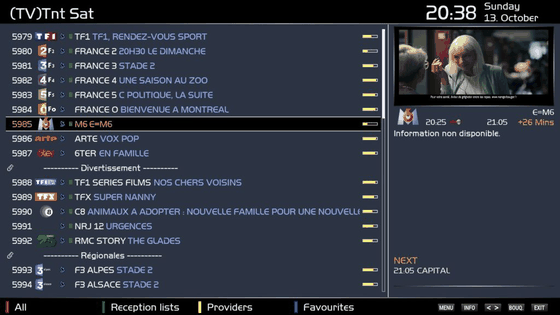 (TV)Tnt Sat
20:38
Sunday
13. October
5979 TF1 TF1, RENDEZ-VOUS SPORT
5980 FRANCE 2 20H30 LE DIMANCHE
5981 FRANCE 3 STADE 2
5982 FRANCE 4 UNE SAISON AU ZOO
5983 FRANCE 5 C POLITIQUE, LA SUITE
5984 FRANCE O BIENVENUE A MONTREAL
5985 M6 E=M6
5986 ARTE VOX POP
5987 6TER EN FAMILLE
---------- Divertissement ----------
5988 TF1 SERIES FILMS NOS CHERS VOISINS
5989 TFX SUPER NANNY
5990 C8 ANIMAUX A ADOPTER : NOUVELLE FAMILLE POUR UNE NOUVELLE
5991 NRJ 12 URGENCES
5992 RMC STORY THE GLADES
---------- Régionales ----------
5993 F3 ALPES STADE 2
5994 F3 ALSACE STADE 2
E=M6
20.25 21.05 +26 Mins
Information non disponible.
NEXT
21.05 CAPITAL
All Reception lists Providers Favourites MENU INFO < > BOUQ EXIT